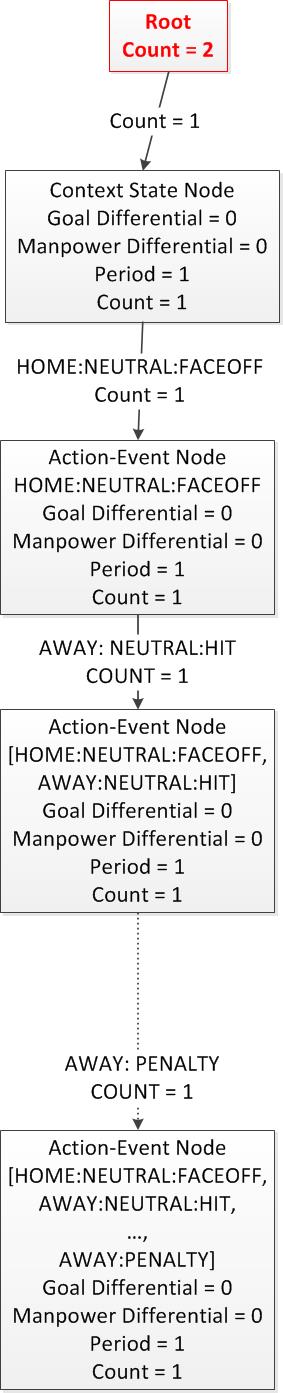 Root
Count = 2
Count = 1
Context State Node
Goal Differential = 0
Manpower Differential = 0
Period = 1
Count = 1
HOME:NEUTRAL:FACEOFF
Count = 1
Action-Event Node
HOME:NEUTRAL:FACEOFF
Goal Differential = 0
Manpower Differential = 0
Period = 1
Count = 1
AWAY: NEUTRAL:HIT
COUNT = 1
Action-Event Node
[HOME:NEUTRAL:FACEOFF,
AWAY:NEUTRAL:HIT]
Goal Differential = 0
Manpower Differential = 0
Period = 1
Count = 1
AWAY: PENALTY
COUNT = 1
Action-Event Node
[HOME:NEUTRAL:FACEOFF,
AWAY:NEUTRAL:HIT,
...,
AWAY:PENALTY]
Goal Differential = 0
Manpower Differential = 0
Period = 1
Count = 1